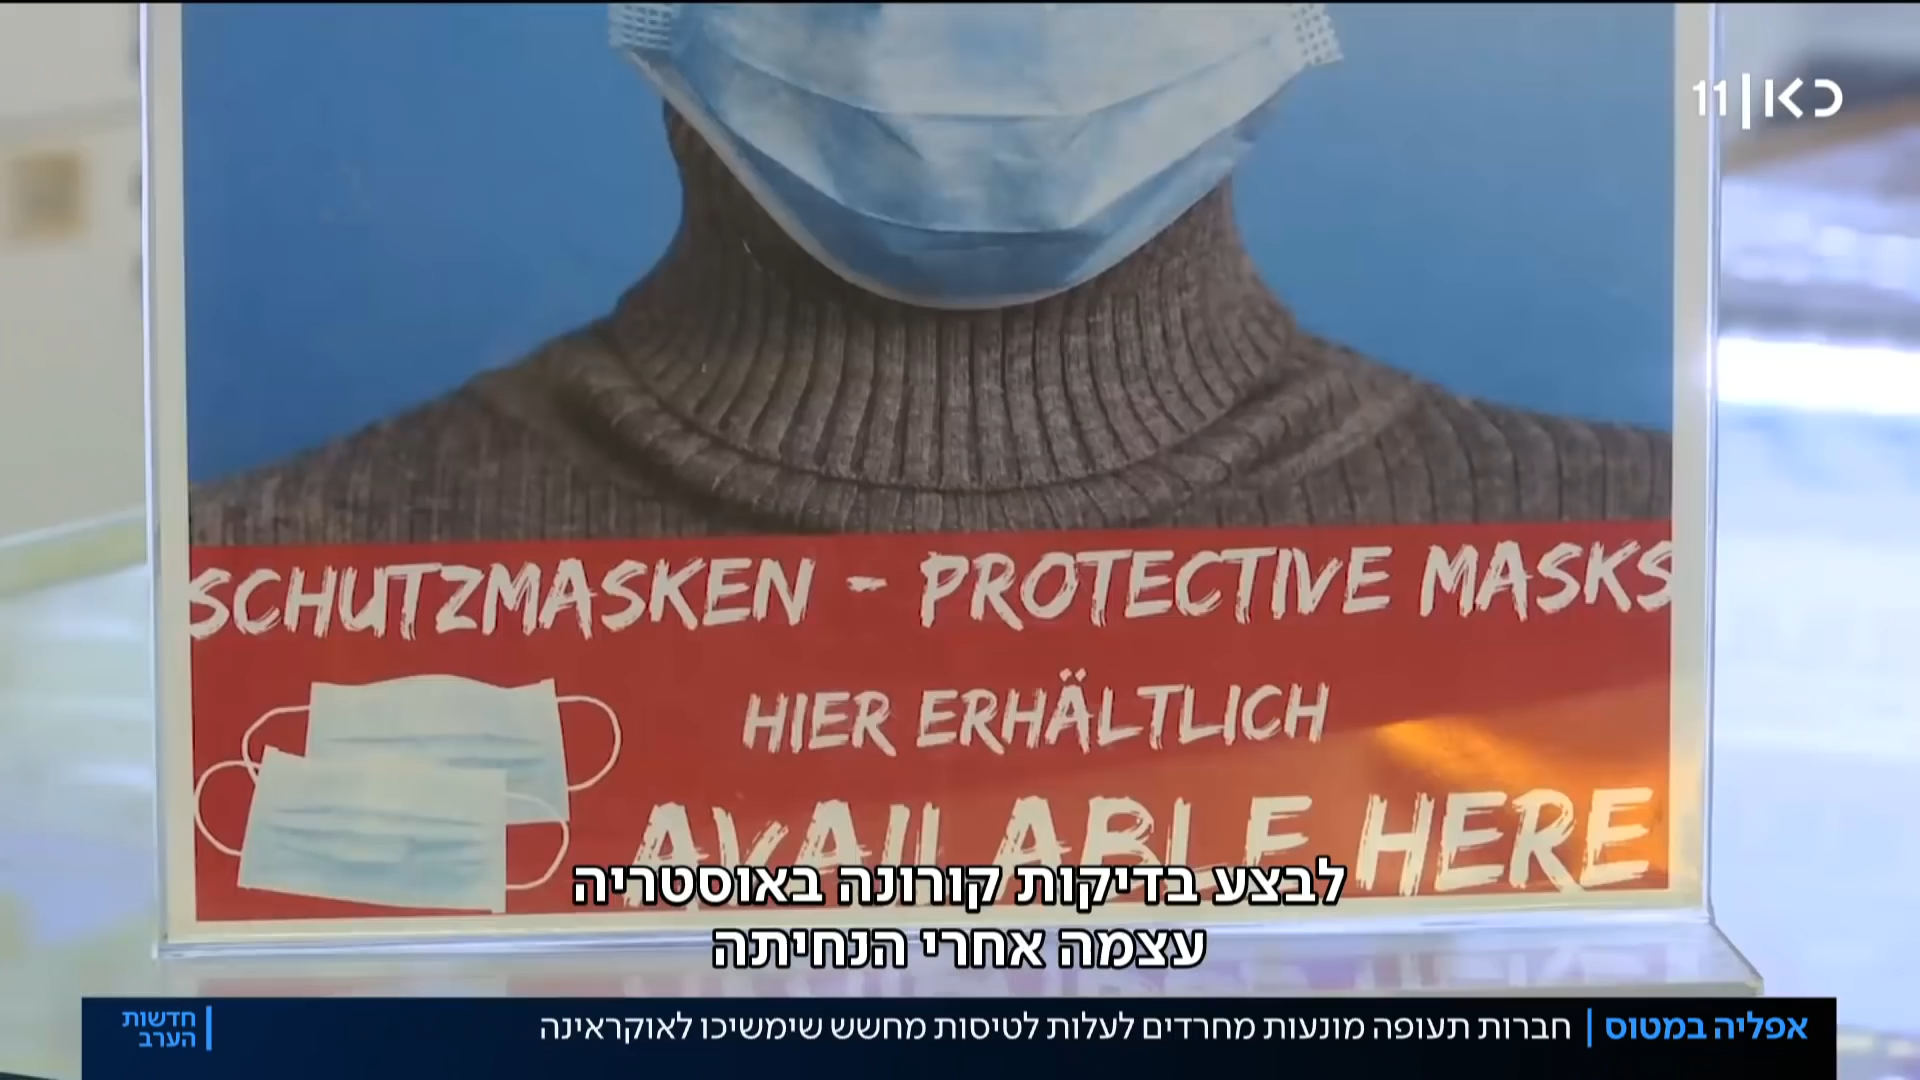 כאן 11
SCHUTZMASKEN - PROTECTIVE MASKS
HIER ERHÄLTLICH
AVAILABLE HERE
לבצע בדיקות קורונה באוסטריה
עצמה אחרי הנחיתה
אפליה במטוס | חברות תעופה מונעות מחרדים לעלות לטיסות מחשש שימשיכו לאוקראינה
חדשות
הערב